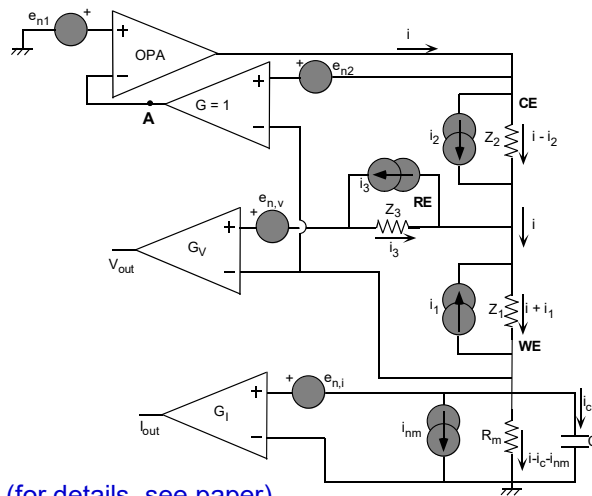 e_n1
+
+
OPA
−
i
+
G = 1
−
+
e_n2
A
CE
i_2
Z_2
i - i_2
i_3
RE
Z_3
i_3
i
+
e_n,v
+
G_V
−
V_out
i_1
Z_1
i + i_1
WE
+
e_n,i
+
G_I
−
I_out
i_nm
R_m
i-i_c-i_nm
i_c
(for details, see paper)